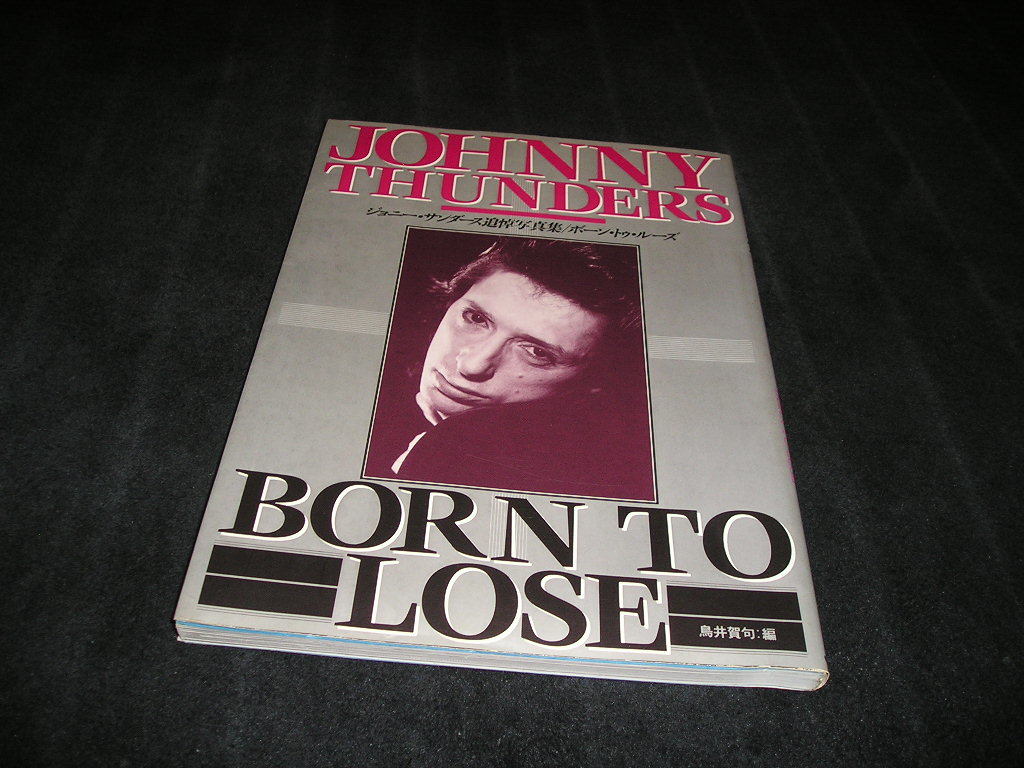 JOHNNY
THUNDERS
ジョニー・サンダース追悼写真集/ボーン・トゥ・ルーズ
BORN TO
LOSE
鳥井賀句:編